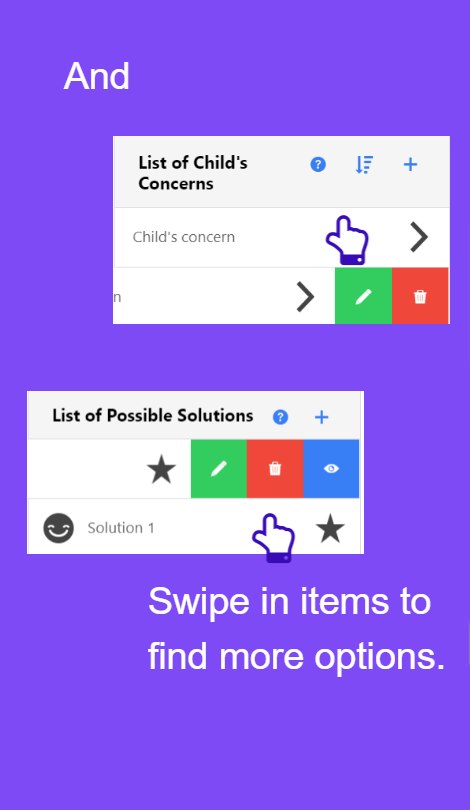 And
List of Child's
Concerns
Child's concern
n
List of Possible Solutions
Solution 1
Swipe in items to
find more options.